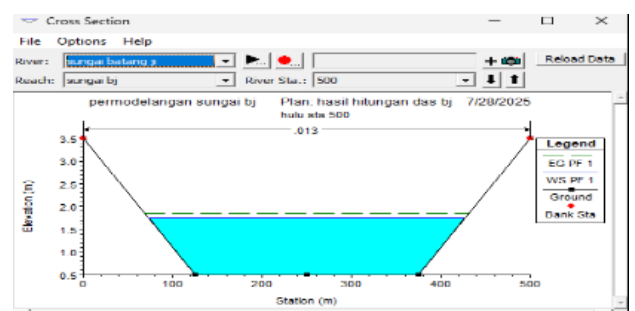 Cross Section
File Options Help
River: sungai batang j Reload Data
Reach: sungai bj River Sta.: 500
permodelangan sungai bj Plan: hasil hitungan das bj 7/28/2025
hulu sta 500
.013
Legend
EG PF 1
WS PF 1
Ground
Bank Sta
Elevation (m)
3.5
3.0
2.5
2.0
1.5
1.0
0.5
0 100 200 300 400 500
Station (m)